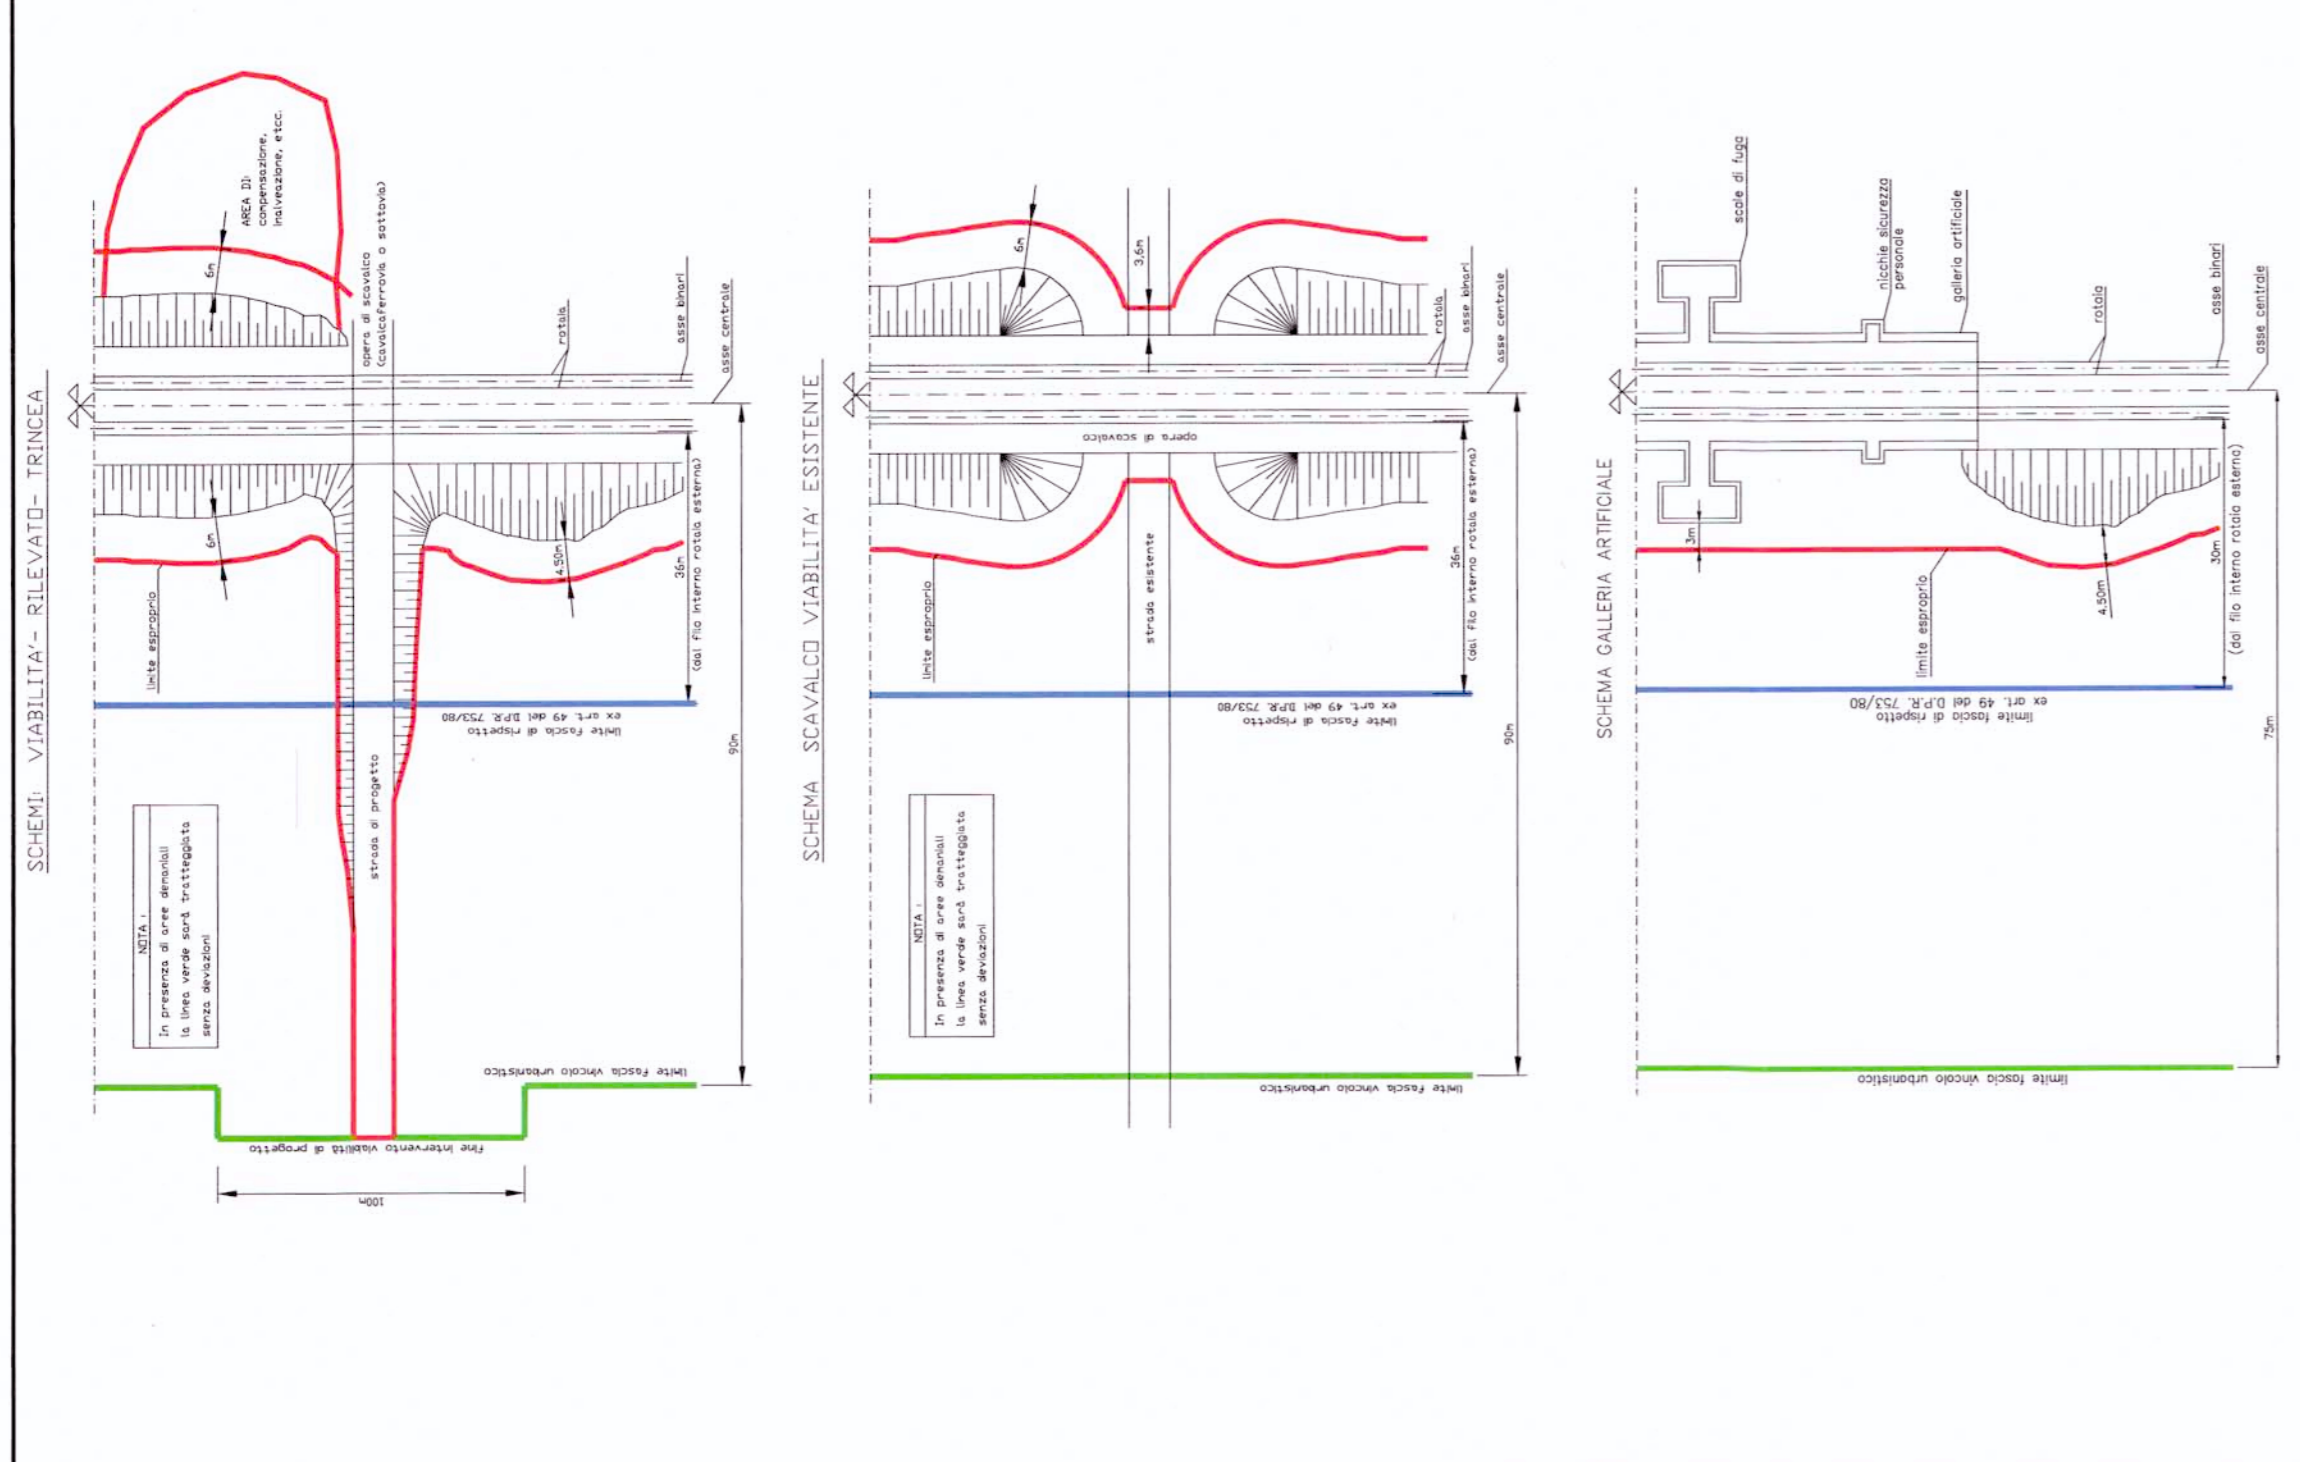 SCHEMI: VIABILITA'- RILEVATO- TRINCEA
AREA DI:
compensazione,
inalveazione, etcc.
6m
opera di scavalco
(cavalcaferrovia o sottovia)
rotaia
asse binari
asse centrale
6m
4.50m
36m
(dal filo interno rotaia esterna)
limite esproprio
limite fascia di rispetto
ex art. 49 del D.P.R. 753/80
strada di progetto
90m
NOTA :
In presenza di aree demaniali
la linea verde sarà tratteggiata
senza deviazioni
limite fascia vincolo urbanistico
fine intervento viabilità di progetto
100m
SCHEMA SCAVALCO VIABILITA' ESISTENTE
6m
3,6m
rotaia
asse binari
asse centrale
opera di scavalco
strada esistente
36m
(dal filo interno rotaia esterna)
limite esproprio
limite fascia di rispetto
ex art. 49 del D.P.R. 753/80
90m
NOTA :
In presenza di aree demaniali
la linea verde sarà tratteggiata
senza deviazioni
limite fascia vincolo urbanistico
SCHEMA GALLERIA ARTIFICIALE
scale di fuga
nicchie sicurezza
personale
galleria artificiale
rotaia
asse binari
asse centrale
3m
4.50m
30m
(dal filo interno rotaia esterna)
limite esproprio
limite fascia di rispetto
ex art. 49 del D.P.R. 753/80
75m
limite fascia vincolo urbanistico